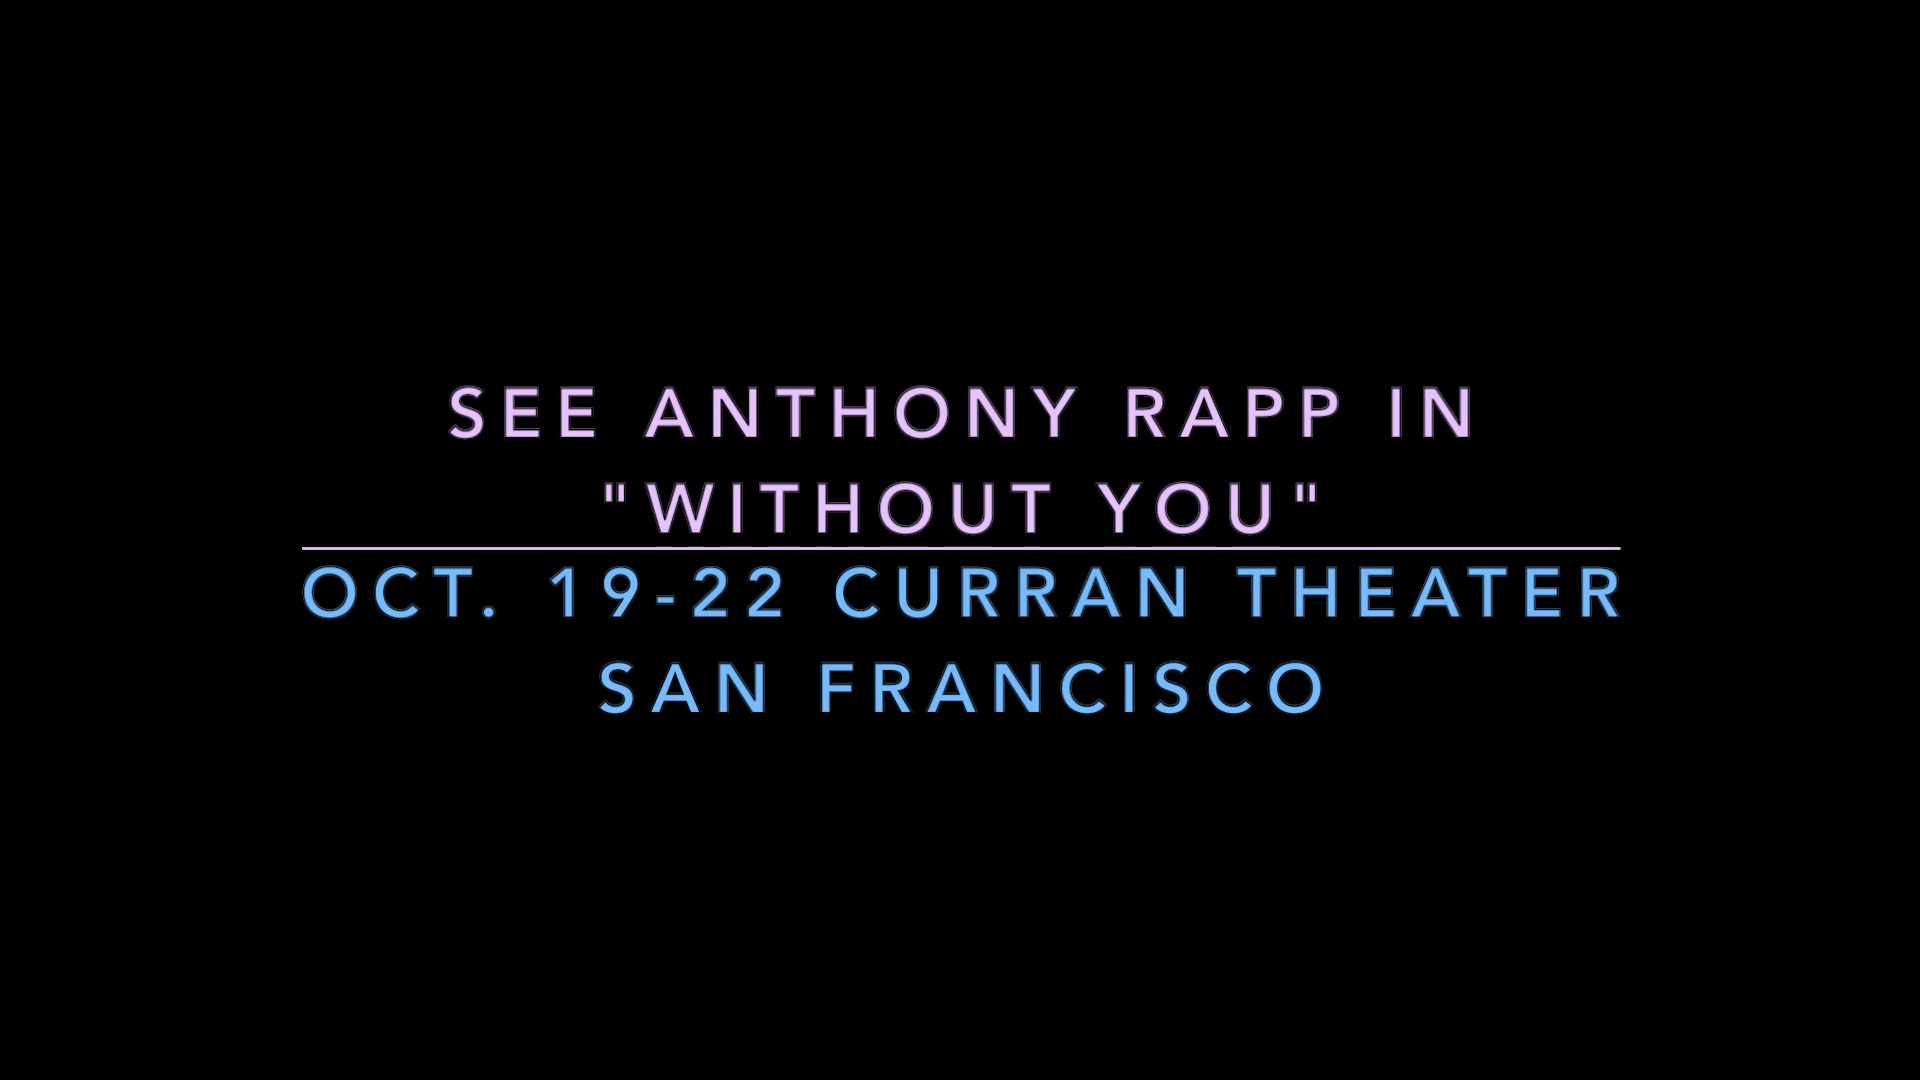 SEE ANTHONY RAPP IN
"WITHOUT YOU"
OCT. 19-22 CURRAN THEATER
SAN FRANCISCO